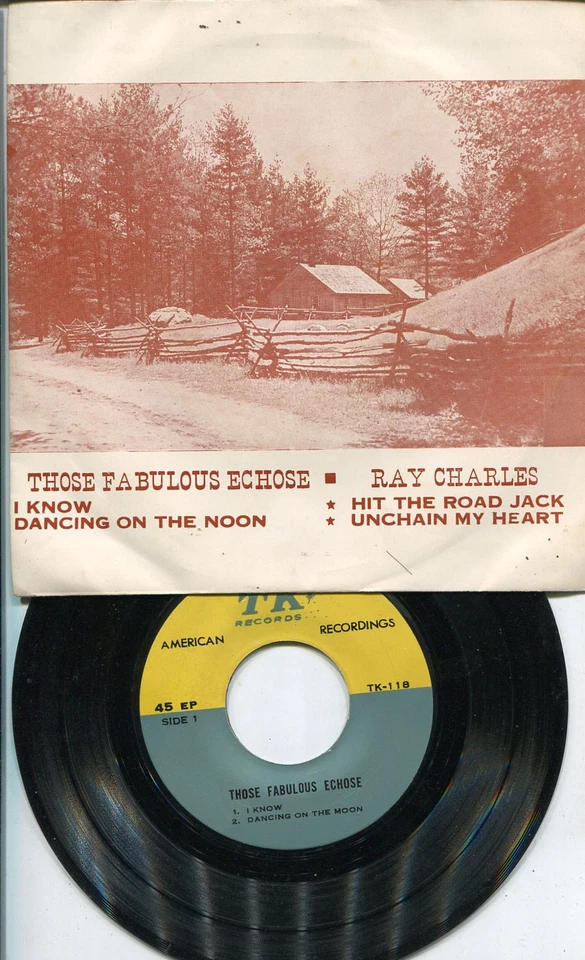 THOSE FABULOUS ECHOSE ■ RAY CHARLES
I KNOW ★ HIT THE ROAD JACK
DANCING ON THE NOON ★ UNCHAIN MY HEART
TK
RECORDS
AMERICAN RECORDINGS
45 EP TK-118
SIDE 1
THOSE FABULOUS ECHOSE
1. I KNOW
2. DANCING ON THE MOON